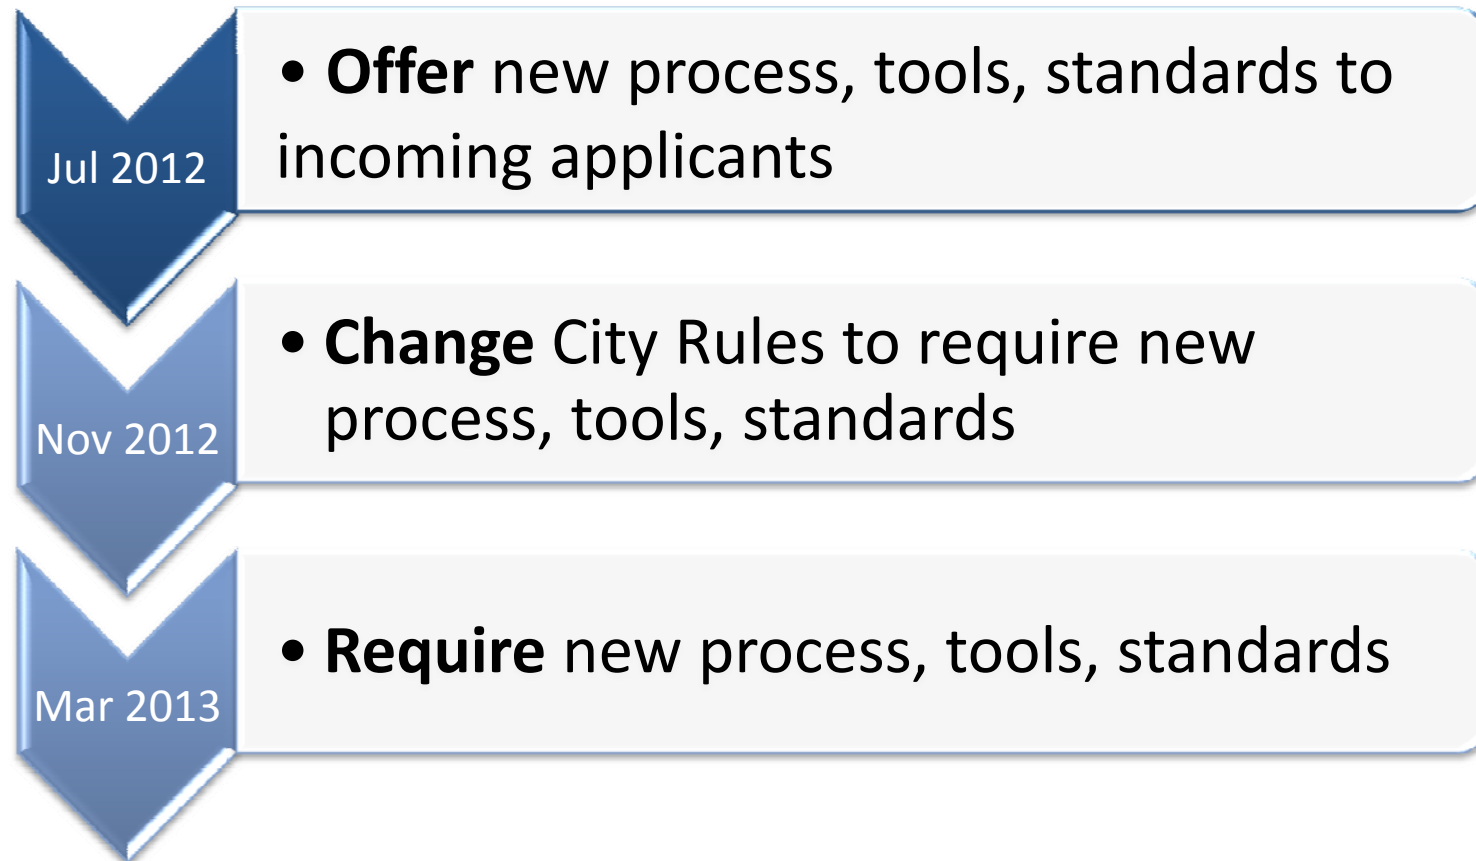 Jul 2012
• Offer new process, tools, standards to
incoming applicants
Nov 2012
• Change City Rules to require new
process, tools, standards
Mar 2013
• Require new process, tools, standards